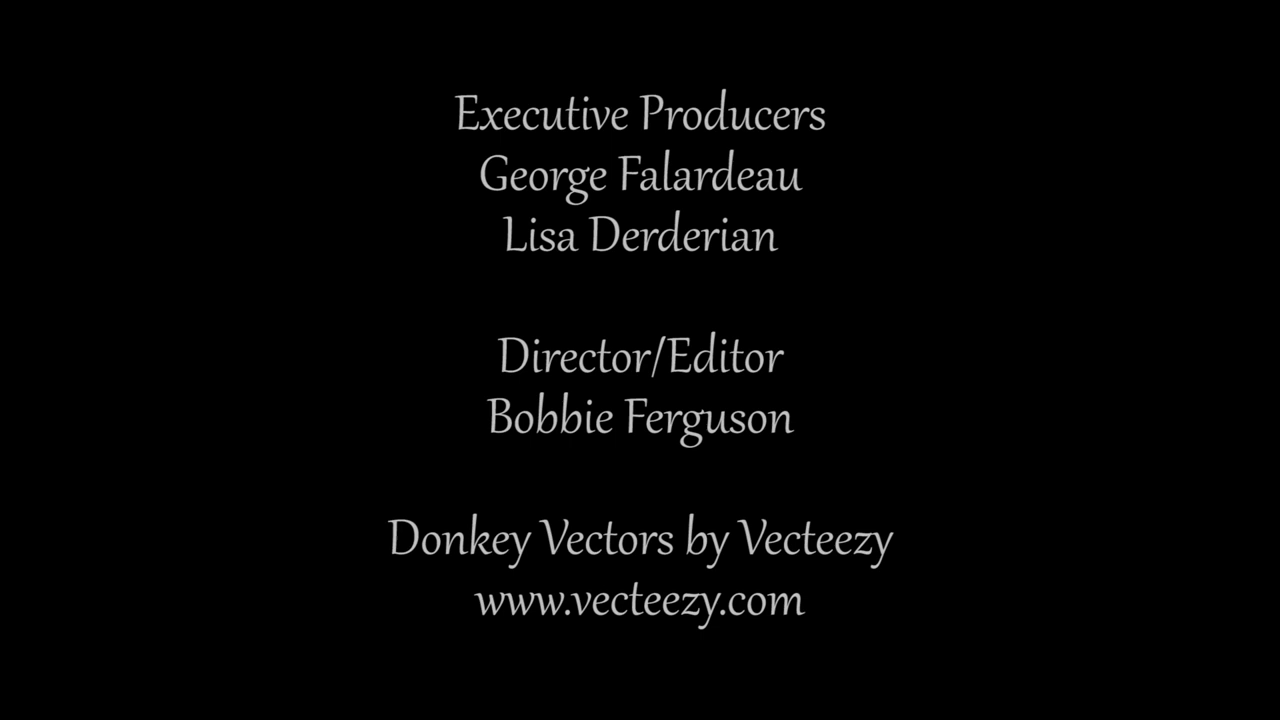 Executive Producers
George Falardeau
Lisa Derderian
Director/Editor
Bobbie Ferguson
Donkey Vectors by Vecteezy
www.vecteezy.com